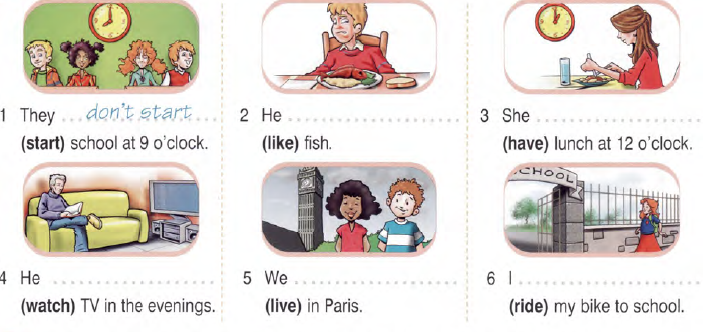 1 They ... don't start ...
(start) school at 9 o'clock.
2 He ...............................
(like) fish.
3 She ...............................
(have) lunch at 12 o'clock.
CHOOL
4 He ...............................
(watch) TV in the evenings.
5 We ...............................
(live) in Paris.
6 I ...............................
(ride) my bike to school.